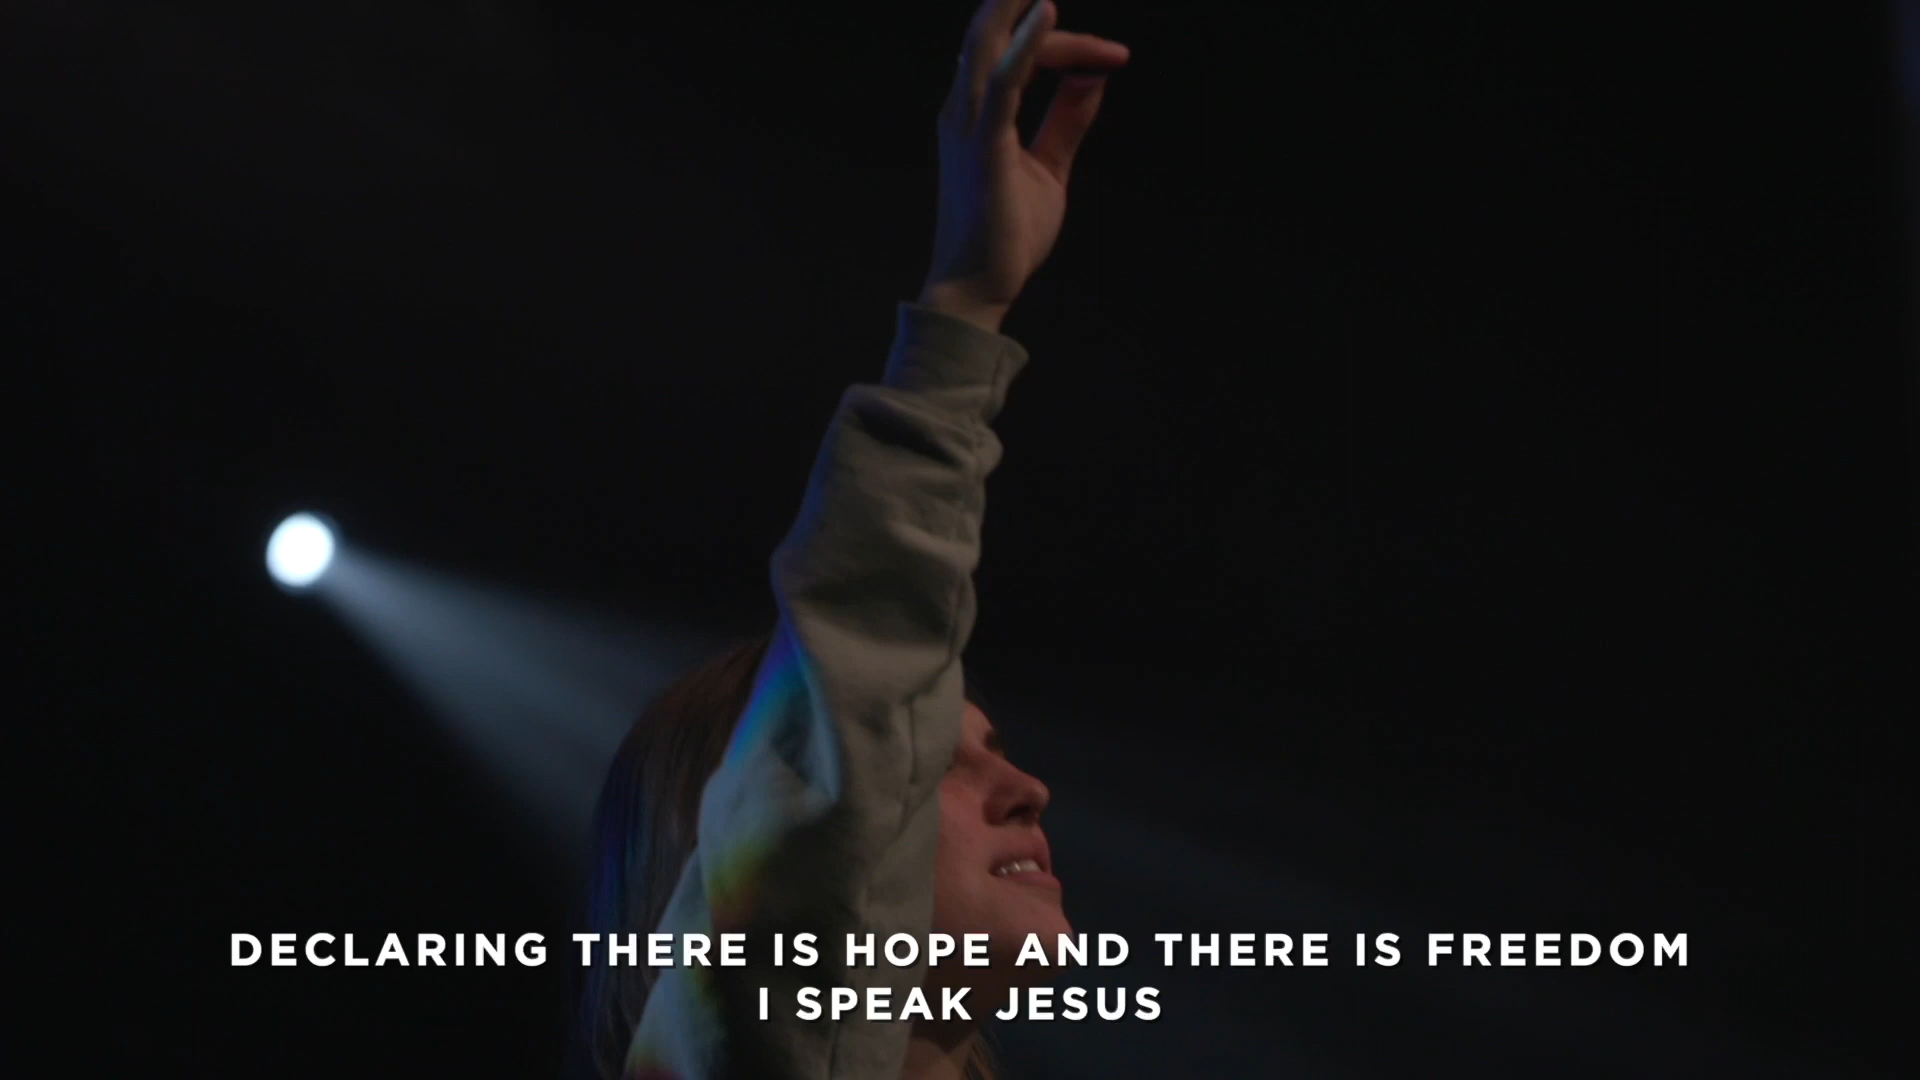 DECLARING THERE IS HOPE AND THERE IS FREEDOM
I SPEAK JESUS